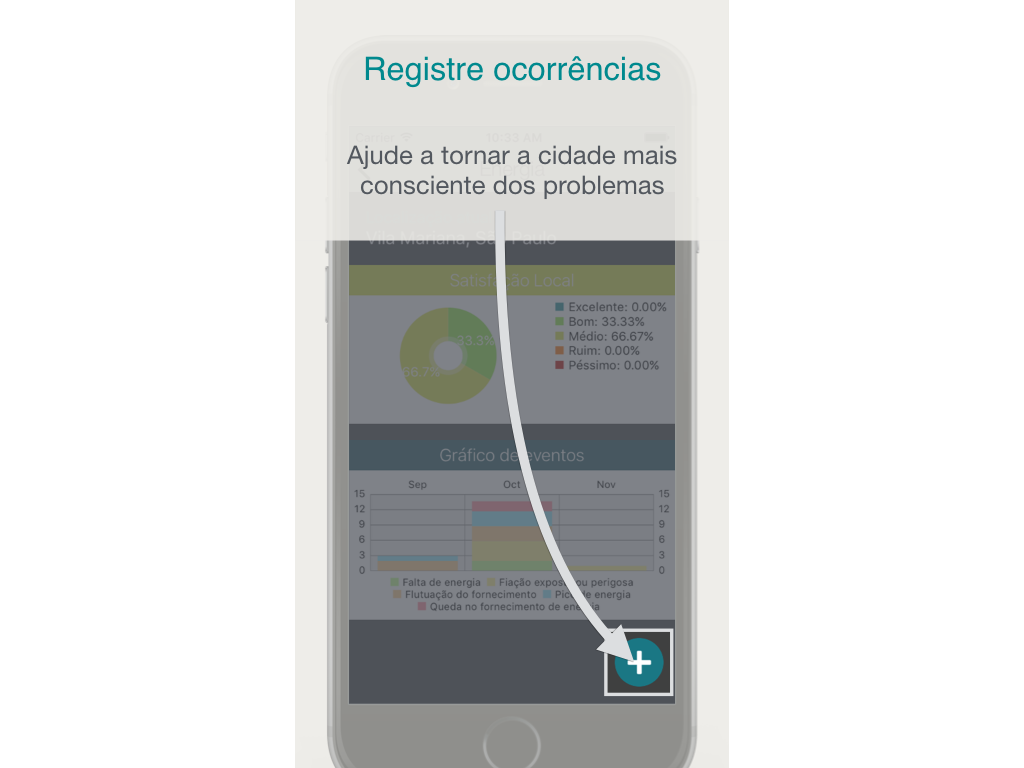 Registre ocorrências
Carrier 10:33 AM
Ajude a tornar a cidade mais
consciente dos problemas
Energia
Vila Mariana, São Paulo
Satisfação Local
33.3%
66.7%
Excelente: 0.00%
Bom: 33.33%
Médio: 66.67%
Ruim: 0.00%
Péssimo: 0.00%
Gráfico de eventos
Sep Oct Nov
15 15
12 12
9 9
6 6
3 3
0 0
Falta de energia Fiação exposta ou perigosa
Flutuação do fornecimento Pico de energia
Queda no fornecimento de energia